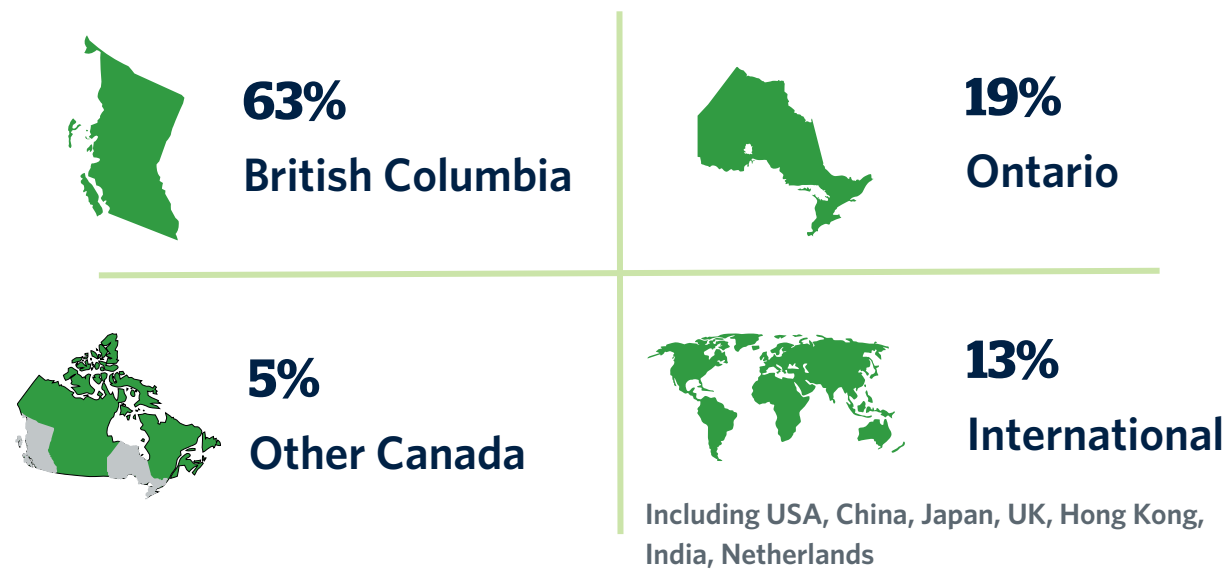 63%
British Columbia
19%
Ontario
5%
Other Canada
13%
International
Including USA, China, Japan, UK, Hong Kong,
India, Netherlands